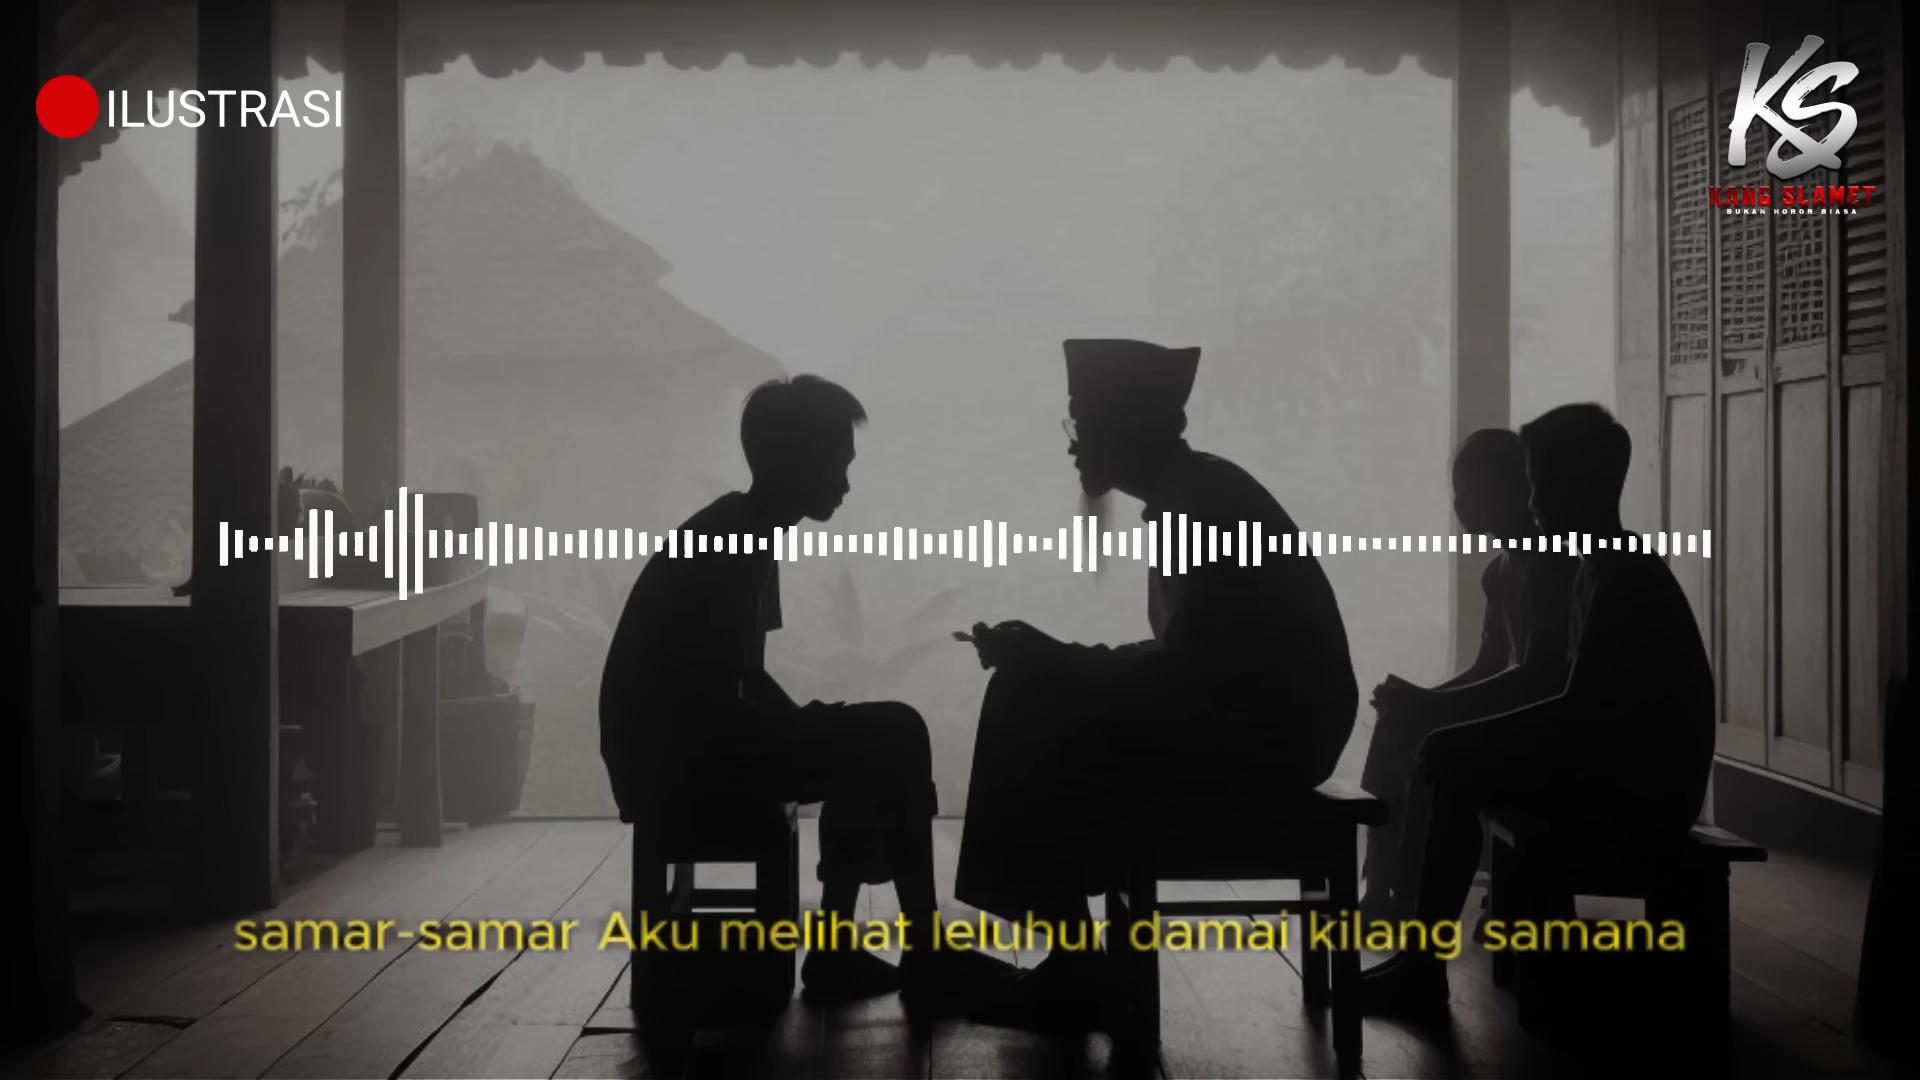 ILUSTRASI
KS
KANG SLAMET
BUKAN HOROR BIASA
samar-samar Aku melihat leluhur damai kilang samana